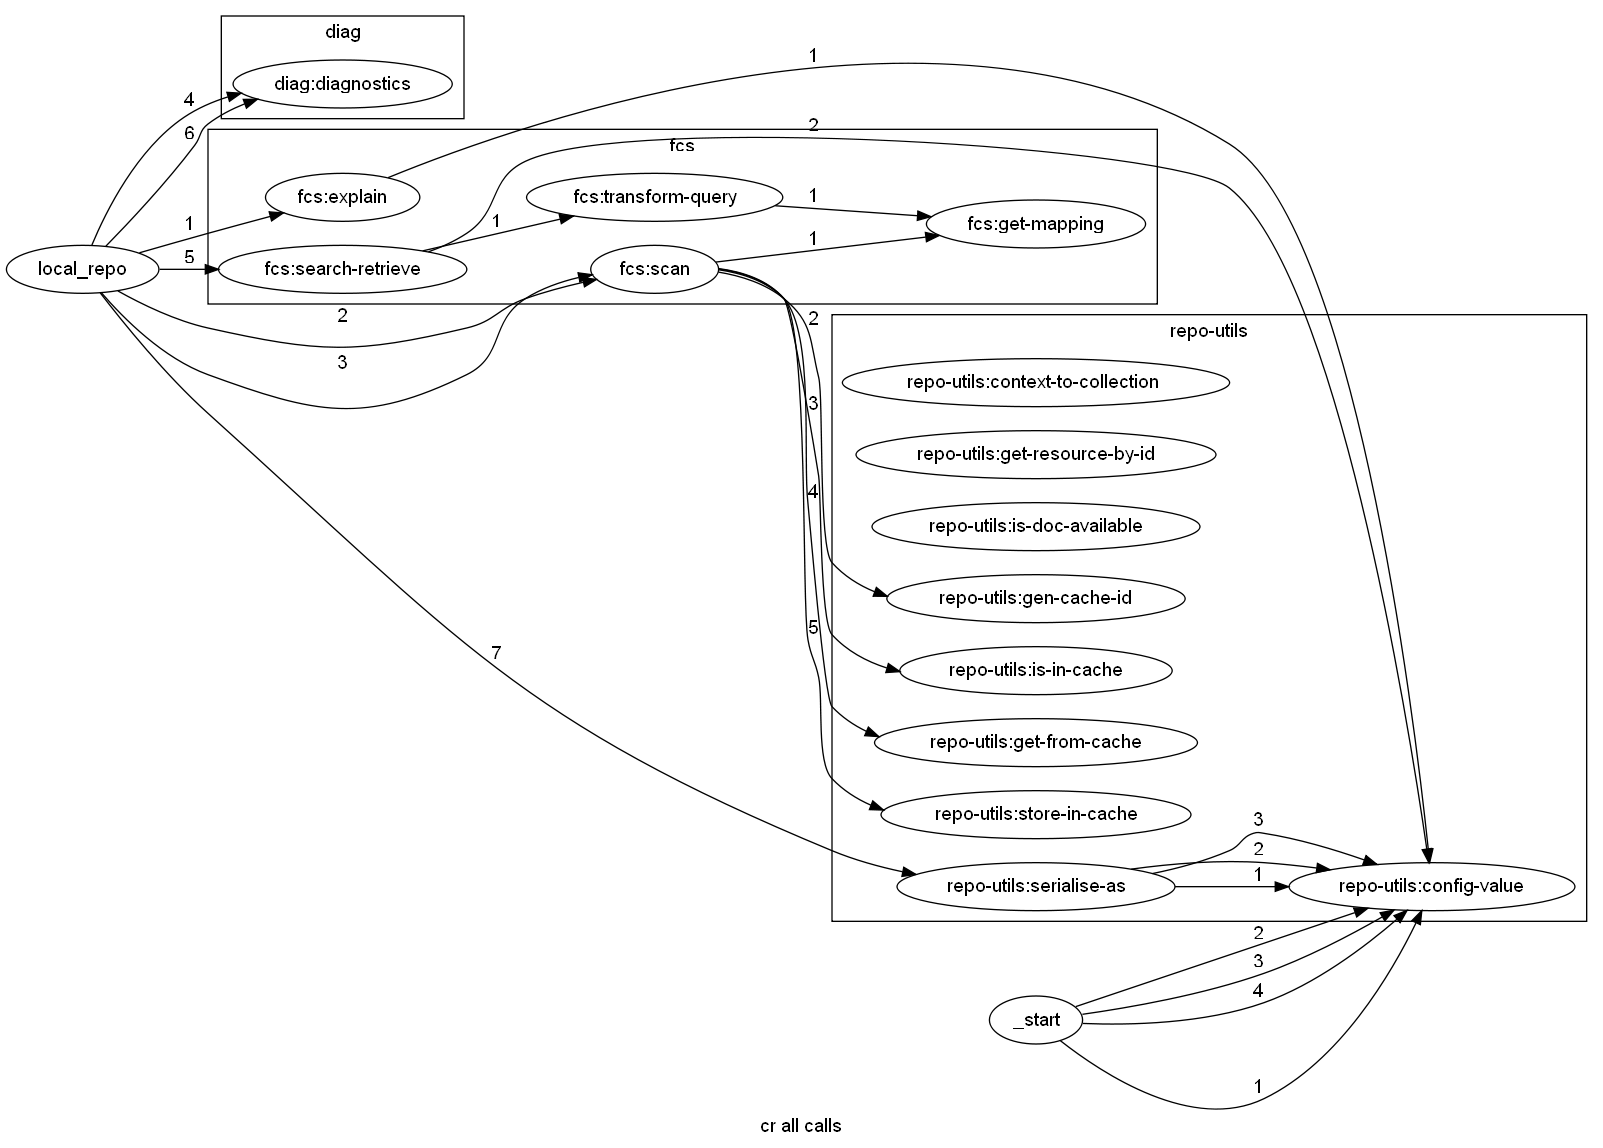 diag
diag:diagnostics
1
4
6
2
fcs
fcs:explain
fcs:transform-query
1
fcs:get-mapping
1
1
local_repo
5
fcs:search-retrieve
fcs:scan
1
2
2
3
repo-utils
repo-utils:context-to-collection
3
repo-utils:get-resource-by-id
4
repo-utils:is-doc-available
repo-utils:gen-cache-id
5
7
repo-utils:is-in-cache
repo-utils:get-from-cache
repo-utils:store-in-cache
3
2
1
repo-utils:serialise-as
repo-utils:config-value
2
3
4
_start
1
cr all calls